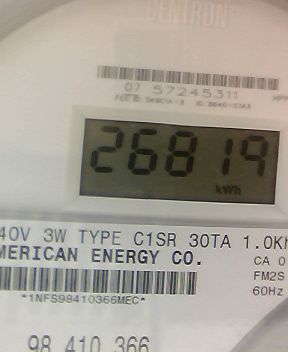 CENTRON®
07 57245311
26819
kWh
40V 3W TYPE C1SR 30TA 1.0Kh
MERICAN ENERGY CO.
CA 0
FM2S
60Hz
*1NFS98410366MEC*
98 410 366